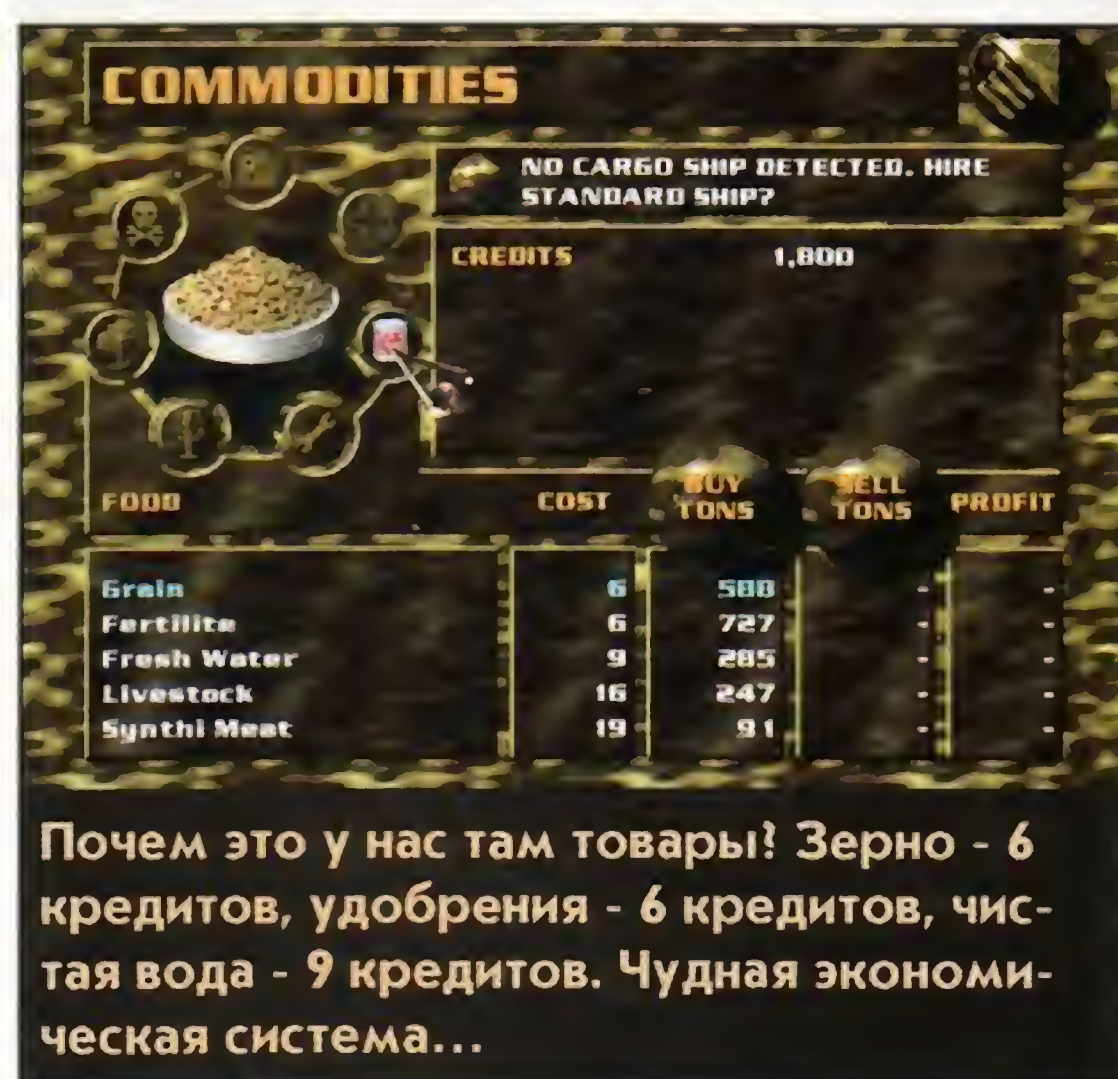 COMMODITIES
NO CARGO SHIP DETECTED. HIRE
STANDARD SHIP?
CREDITS 1,800
FOOD COST BUY TONS SELL TONS PROFIT
Grain 6 588 - -
Fertilite 6 727 - -
Fresh Water 9 285 - -
Livestock 16 247 - -
Synthi Meat 19 91 - -
Почем это у нас там товары? Зерно - 6
кредитов, удобрения - 6 кредитов, чис-
тая вода - 9 кредитов. Чудная экономи-
ческая система...